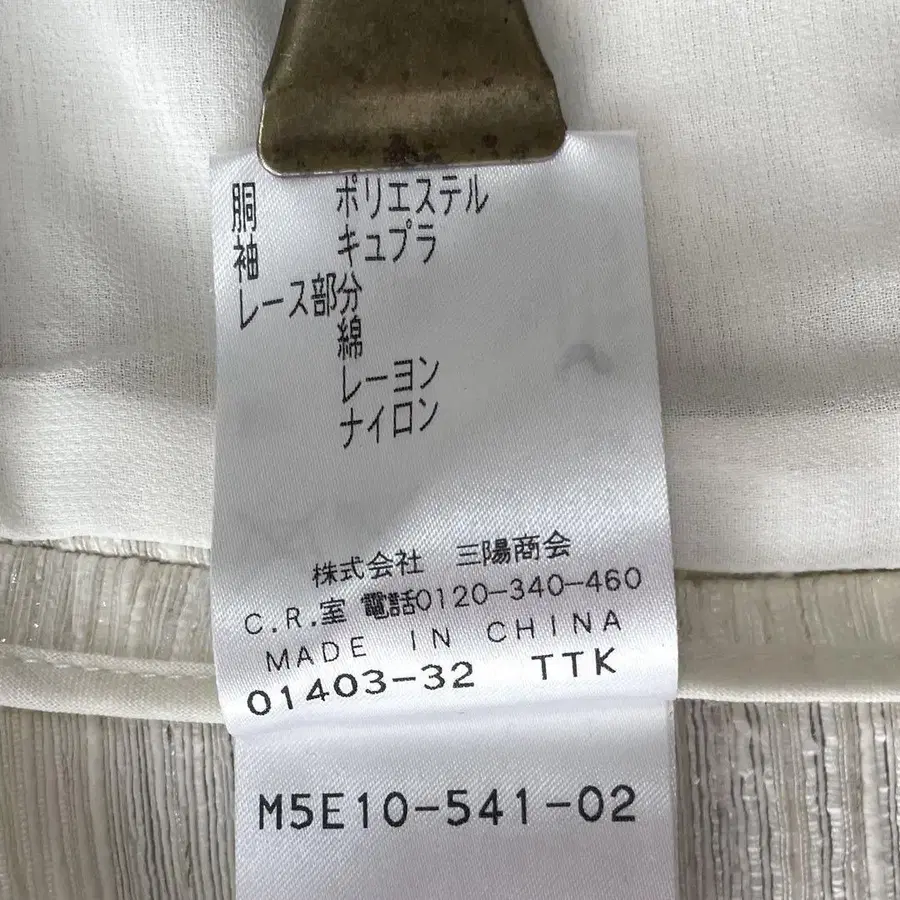 胴 ポリエステル
袖 キュプラ
レース部分
綿
レーヨン
ナイロン
株式会社 三陽商会
C.R.室 電話0120-340-460
MADE IN CHINA
01403-32 TTK
M5E10-541-02